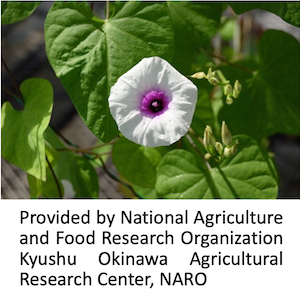 Provided by National Agriculture
and Food Research Organization
Kyushu Okinawa Agricultural
Research Center, NARO